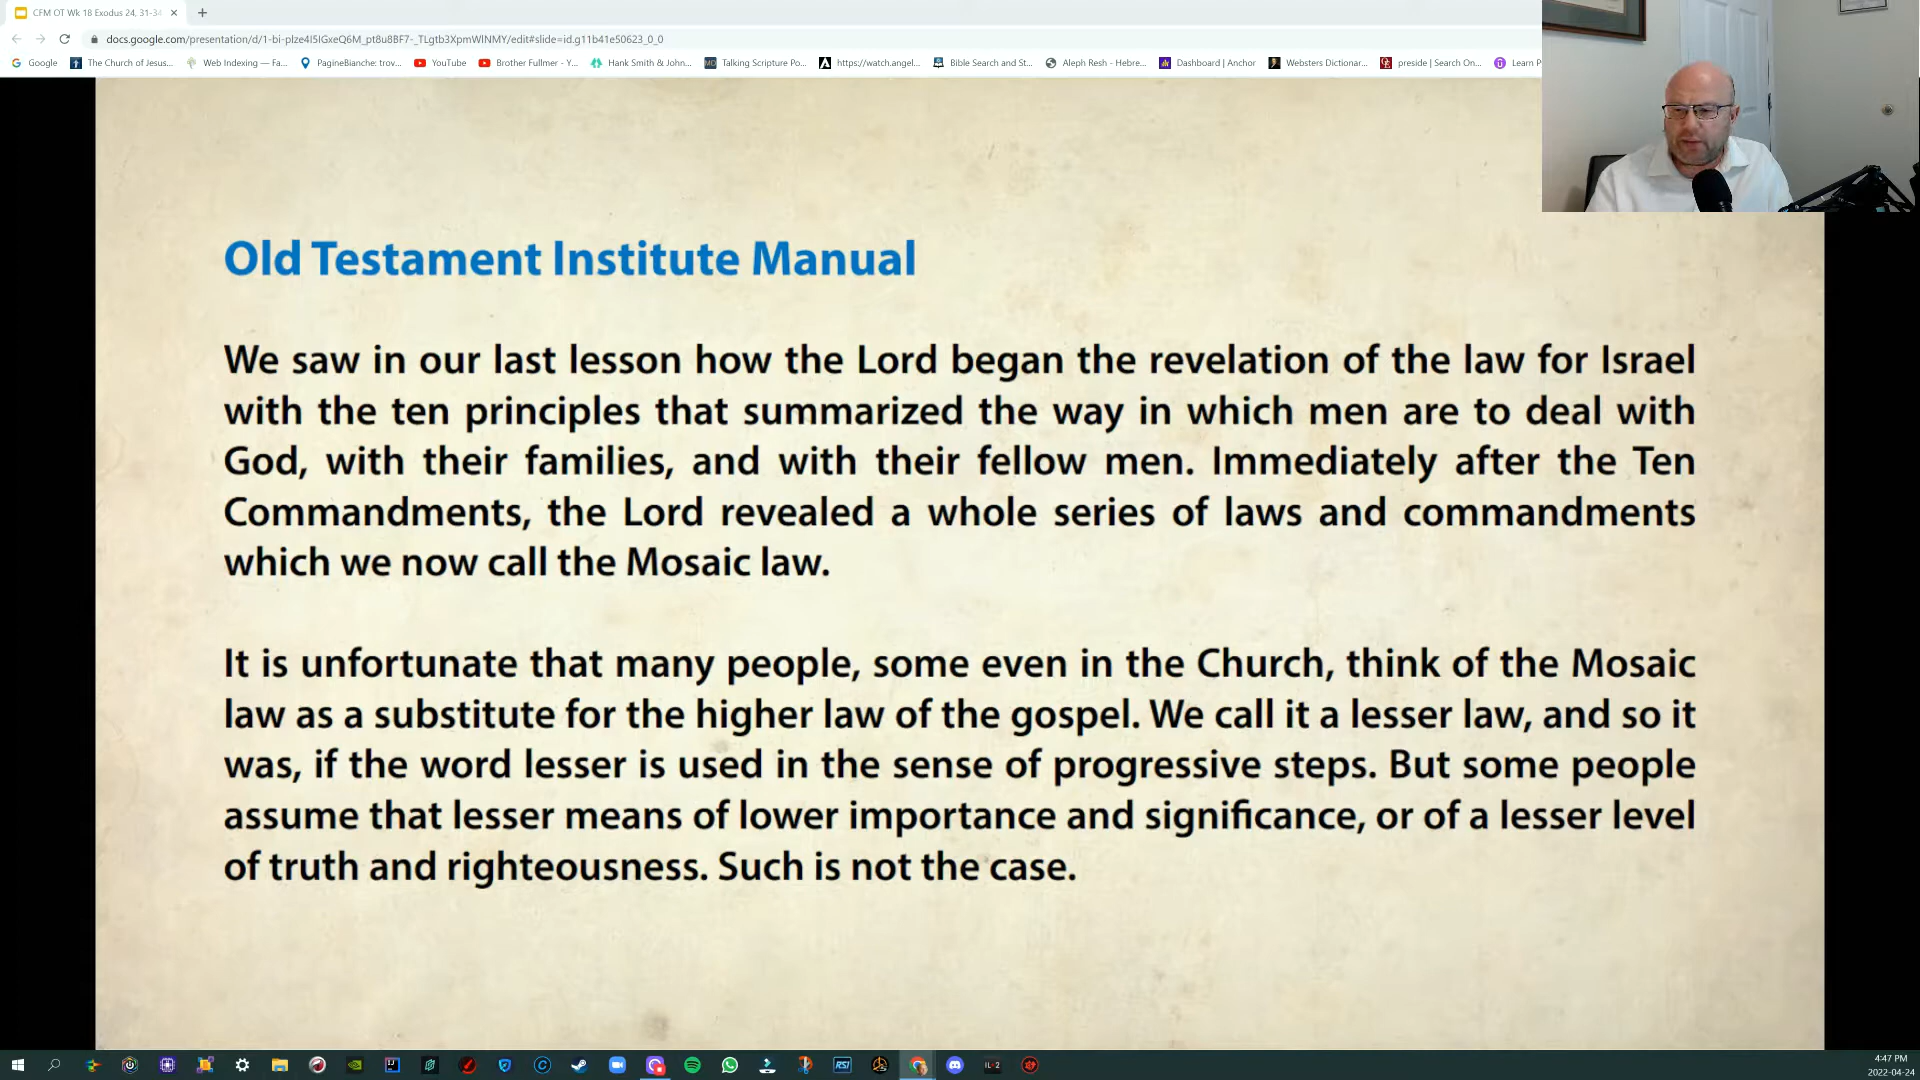 CFM OT Wk 18 Exodus 24, 31-34
docs.google.com/presentation/d/1-bi-plze4I5IGxeQ6M_pt8u8BF7-_TLgtb3XpmWlNMY/edit#slide=id.g11b41e50623_0_0
Google The Church of Jesus... Web Indexing — Fa... PagineBianche: trov... YouTube Brother Fullmer - Y... Hank Smith & John... Talking Scripture Po... https://watch.angel... Bible Search and St... Aleph Resh - Hebre... Dashboard | Anchor Websters Dictionar... preside | Search On... Learn P
Old Testament Institute Manual
We saw in our last lesson how the Lord began the revelation of the law for Israel
with the ten principles that summarized the way in which men are to deal with
God, with their families, and with their fellow men. Immediately after the Ten
Commandments, the Lord revealed a whole series of laws and commandments
which we now call the Mosaic law.
It is unfortunate that many people, some even in the Church, think of the Mosaic
law as a substitute for the higher law of the gospel. We call it a lesser law, and so it
was, if the word lesser is used in the sense of progressive steps. But some people
assume that lesser means of lower importance and significance, or of a lesser level
of truth and righteousness. Such is not the case.
RSI
IL-2
4:47 PM
2022-04-24